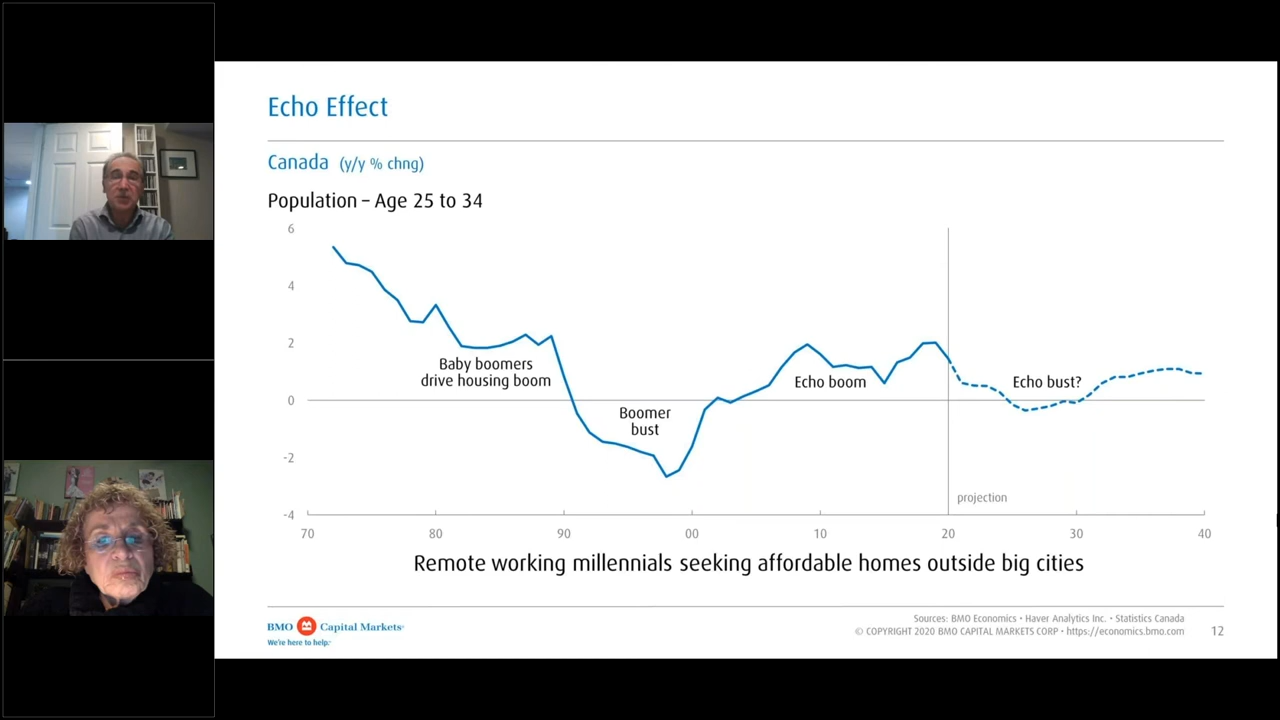 Echo Effect
Canada (y/y % chng)
Population – Age 25 to 34
6
4
2
0
-2
-4
Baby boomers
drive housing boom
Boomer
bust
Echo boom
Echo bust?
projection
70 80 90 00 10 20 30 40
Remote working millennials seeking affordable homes outside big cities
BMO Capital Markets
We're here to help.
Sources: BMO Economics • Haver Analytics Inc. • Statistics Canada
© COPYRIGHT 2020 BMO CAPITAL MARKETS CORP • https://economics.bmo.com
12